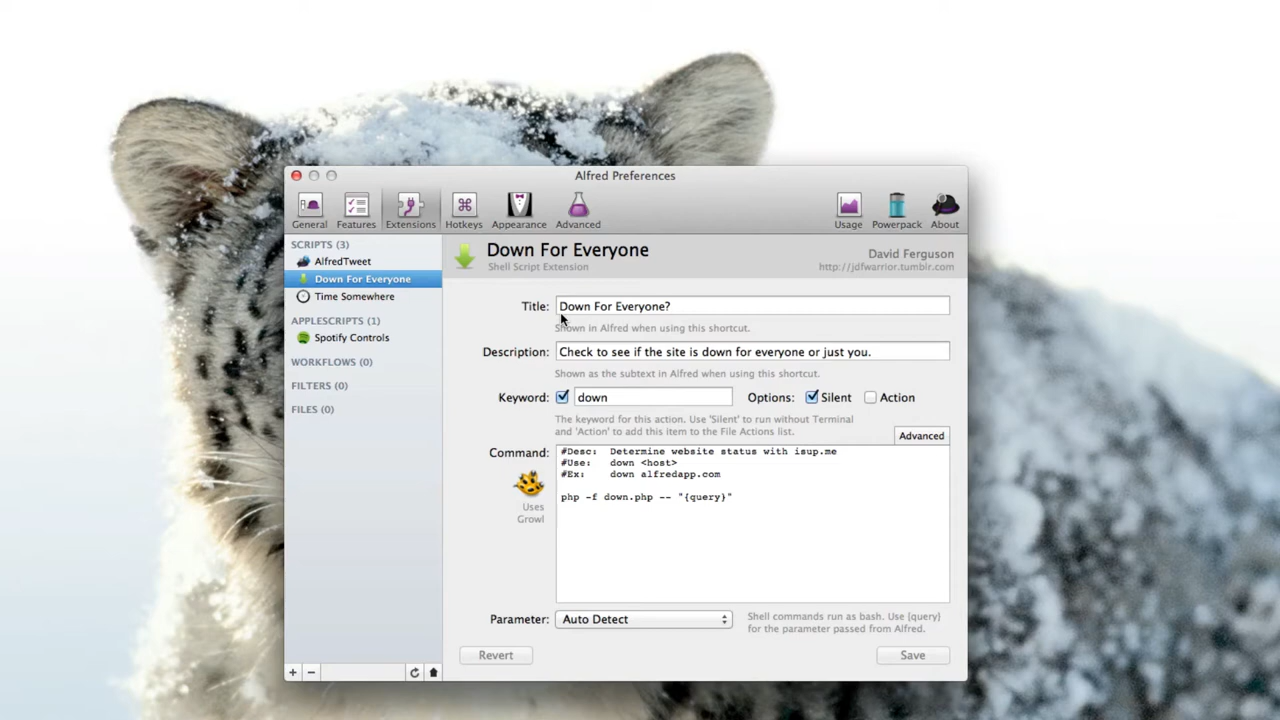 Alfred Preferences
General
Features
Extensions
Hotkeys
Appearance
Advanced
Usage
Powerpack
About
SCRIPTS (3)
AlfredTweet
Down For Everyone
Time Somewhere
APPLESCRIPTS (1)
Spotify Controls
WORKFLOWS (0)
FILTERS (0)
FILES (0)
Down For Everyone
Shell Script Extension
David Ferguson
http://jdfwarrior.tumblr.com
Title: Down For Everyone?
Shown in Alfred when using this shortcut.
Description: Check to see if the site is down for everyone or just you.
Shown as the subtext in Alfred when using this shortcut.
Keyword: down Options: Silent Action
The keyword for this action. Use 'Silent' to run without Terminal
and 'Action' to add this item to the File Actions list.
Advanced
Command:
#Desc: Determine website status with isup.me
#Use: down <host>
#Ex: down alfredapp.com
php -f down.php -- "{query}"
Uses
Growl
Parameter: Auto Detect
Shell commands run as bash. Use {query}
for the parameter passed from Alfred.
Revert
Save